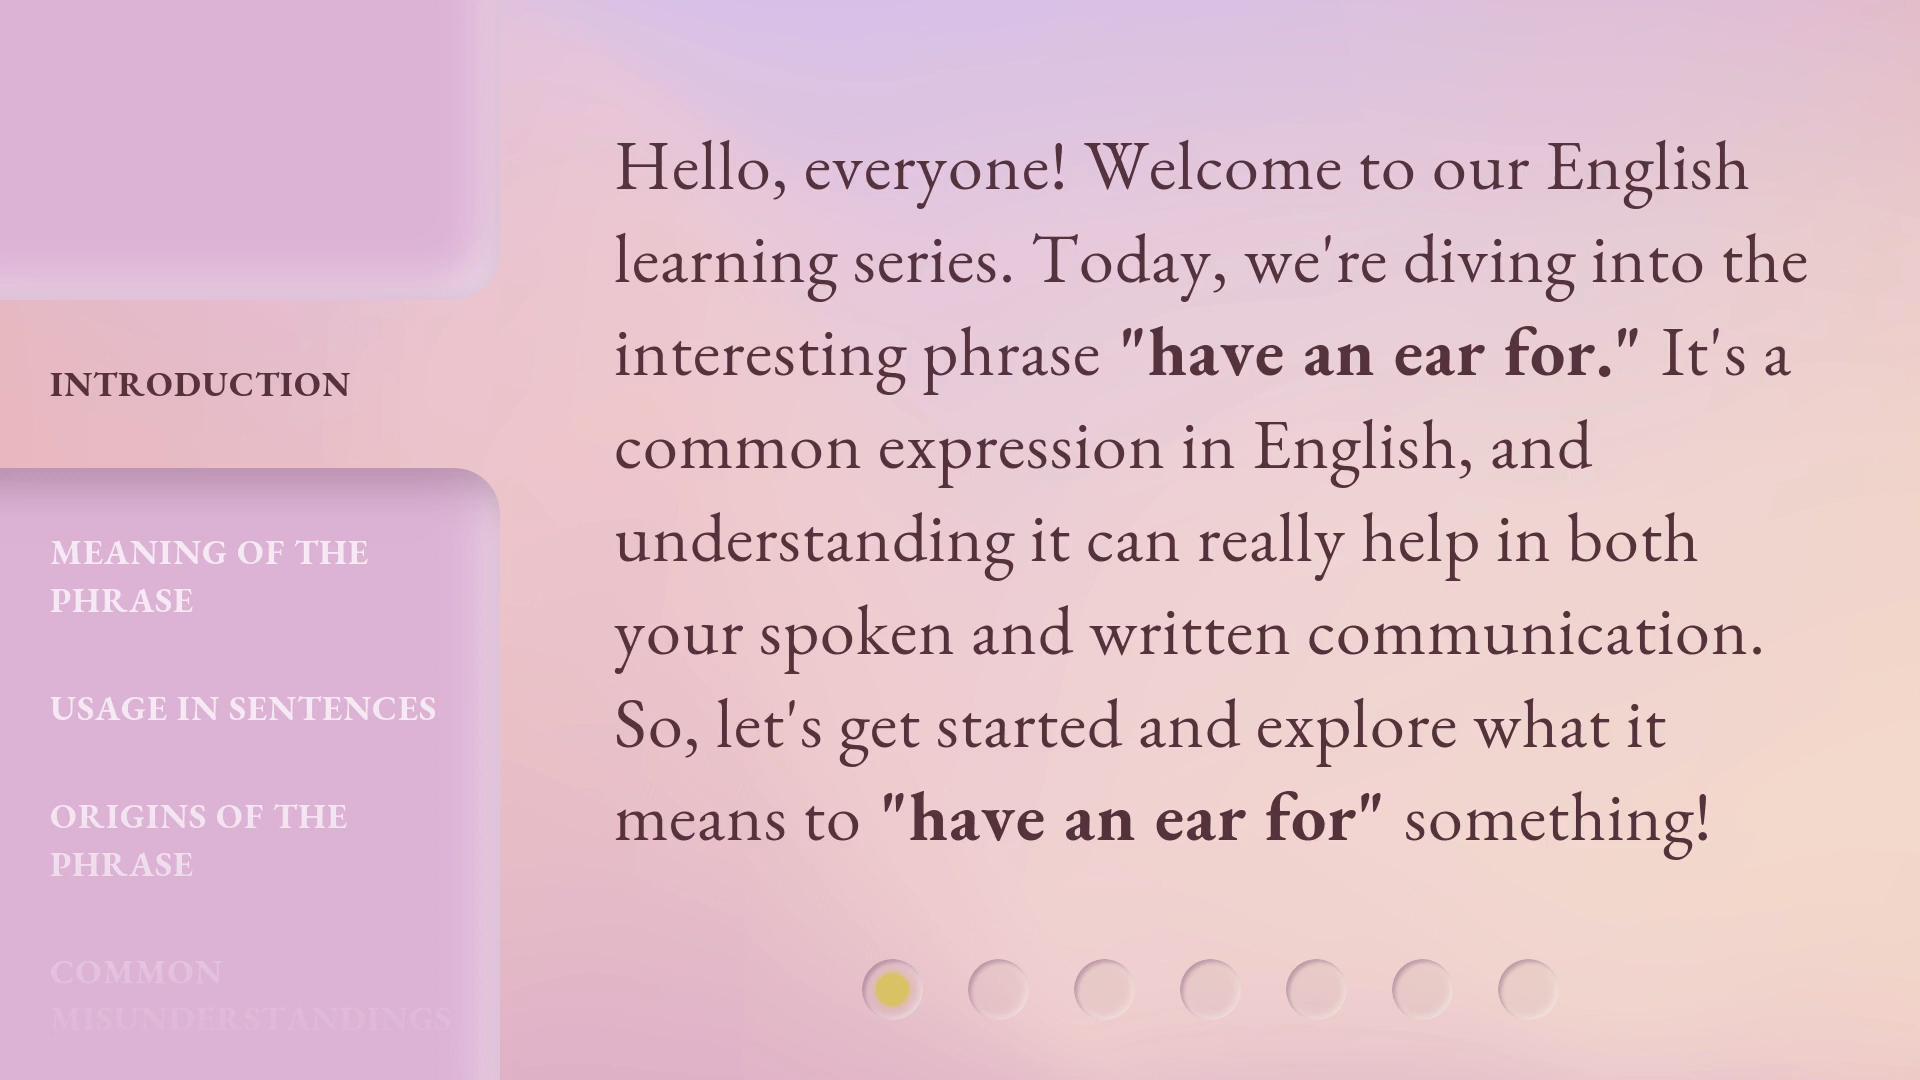 INTRODUCTION
MEANING OF THE
PHRASE
USAGE IN SENTENCES
ORIGINS OF THE
PHRASE
COMMON
MISUNDERSTANDINGS
Hello, everyone! Welcome to our English
learning series. Today, we're diving into the
interesting phrase "have an ear for." It's a
common expression in English, and
understanding it can really help in both
your spoken and written communication.
So, let's get started and explore what it
means to "have an ear for" something!